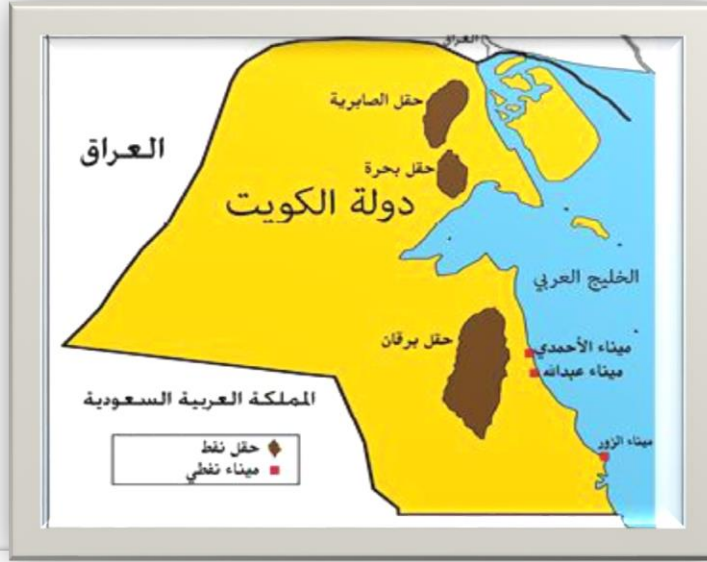 العراق
حقل الصابرية
العراق
حقل بحرة
دولة الكويت
الخليج العربي
حقل برقان
ميناء الأحمدي
ميناء عبدالله
المملكة العربية السعودية
ميناء الزور
حقل نفط
ميناء نفطي